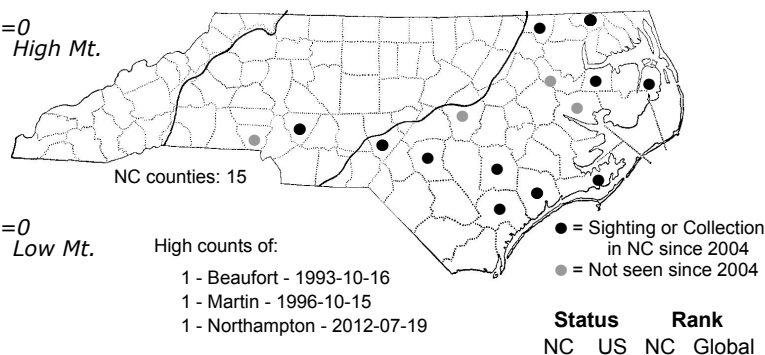 =0
High Mt.
NC counties: 15
=0
Low Mt.
High counts of:
1 - Beaufort - 1993-10-16
1 - Martin - 1996-10-15
1 - Northampton - 2012-07-19
= Sighting or Collection
in NC since 2004
= Not seen since 2004
Status Rank
NC US NC Global